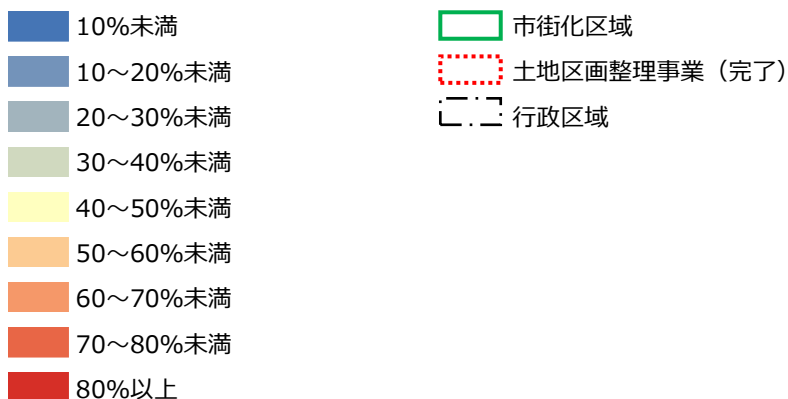 10%未満
10～20%未満
20～30%未満
30～40%未満
40～50%未満
50～60%未満
60～70%未満
70～80%未満
80%以上
市街化区域
土地区画整理事業（完了）
行政区域